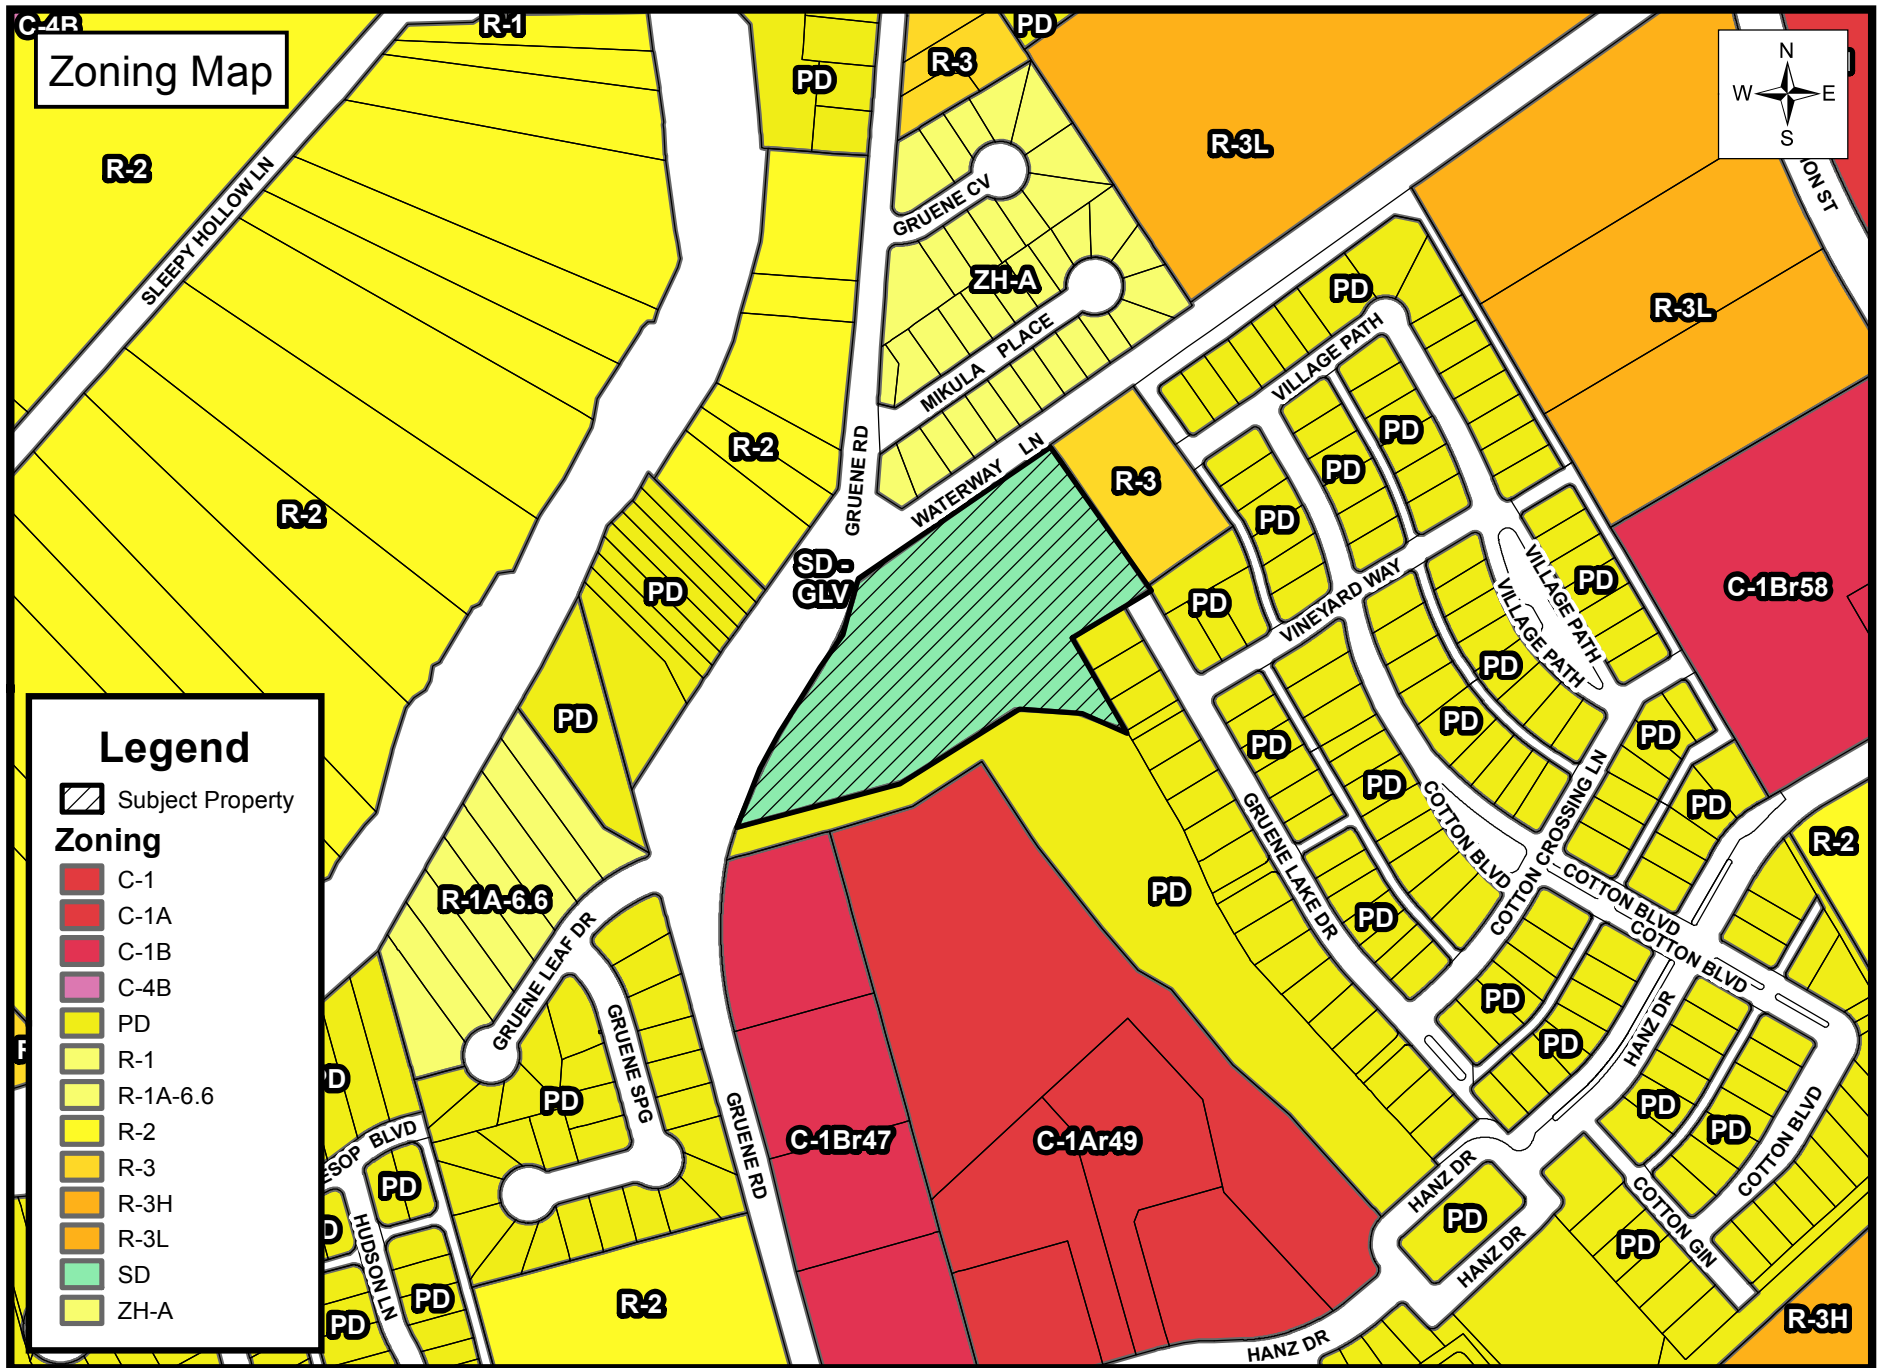 C-4B
R-1
PD
Zoning Map
R-3
PD
N
W E
S
R-2
R-3L
ION ST
SLEEPY HOLLOW LN
GRUENE CV
ZH-A
PD
R-3L
MIKULA PLACE
VILLAGE PATH
R-2
GRUENE RD
WATERWAY LN
R-3
PD
PD
PD
R-2
SD-
GLV
PD
PD
VINEYARD WAY
VILLAGE PATH
VILLAGE PATH
PD
C-1Br58
PD
PD
PD
PD
PD
PD
PD
COTTON BLVD
COTTON CROSSING LN
PD
R-2
GRUENE LAKE DR
PD
PD
COTTON BLVD
COTTON BLVD
R-1A-6.6
GRUENE LEAF DR
GRUENE SPG
PD
PD
HANZ DR
PD
PD
PD
COTTON BLVD
GRUENE RD
C-1Br47
C-1Ar49
HANZ DR
PD
HANZ DR
COTTON GIN
PD
ESOP BLVD
PD
HUDSON LN
PD
PD
R-2
HANZ DR
R-3H
Legend
Subject Property
Zoning
C-1
C-1A
C-1B
C-4B
PD
R-1
R-1A-6.6
R-2
R-3
R-3H
R-3L
SD
ZH-A